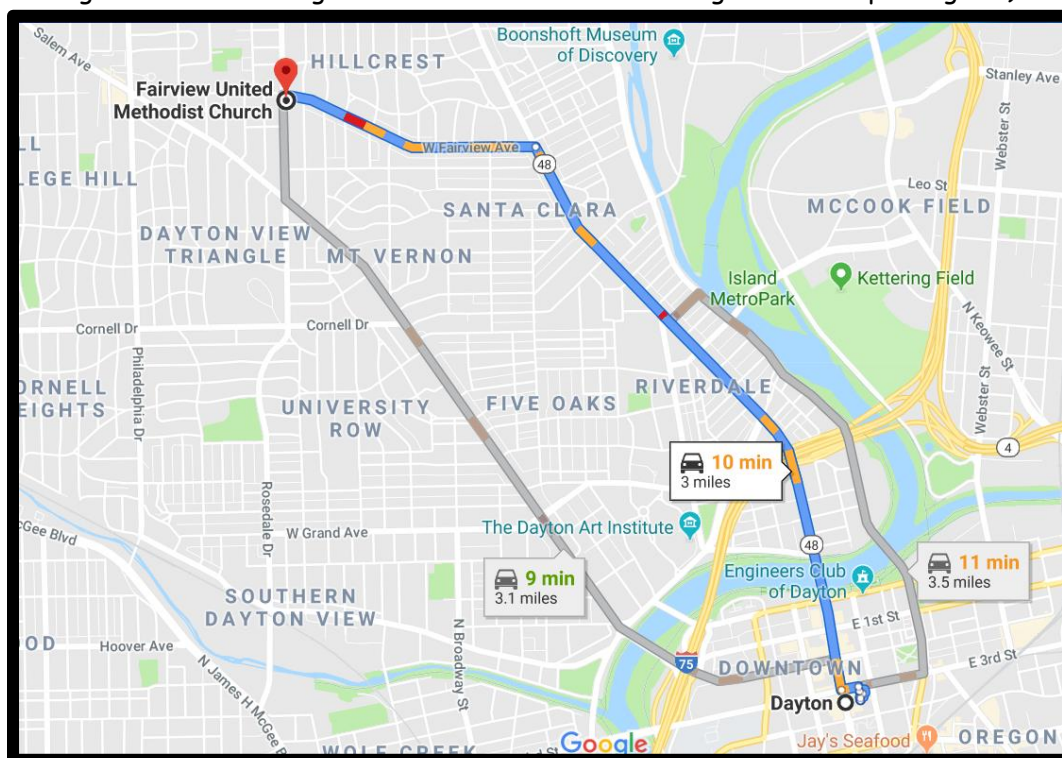 Salem Ave
Fairview United
Methodist Church
HILLCREST
Boonshoft Museum
of Discovery
Stanley Ave
Webster St
LL
LEGE HILL
W Fairview Ave
48
Leo St
MCCOOK FIELD
SANTA CLARA
DAYTON VIEW
TRIANGLE
MT VERNON
Island
MetroPark
Kettering Field
N Keowee St
Cornell Dr
Cornell Dr
Philadelphia Dr
ORNELL
EIGHTS
UNIVERSITY
ROW
FIVE OAKS
RIVERDALE
Webster St
4
10 min
3 miles
Rosedale Dr
W Grand Ave
The Dayton Art Institute
cGee Blvd
48
9 min
3.1 miles
Engineers Club
of Dayton
11 min
3.5 miles
SOUTHERN
DAYTON VIEW
E 1st St
OD
Hoover Ave
N Broadway St
75
DOWNTOWN
E 3rd St
N James H McGee B
Dayton
WOLF CREEK
Google
Jay's Seafood
OREGON